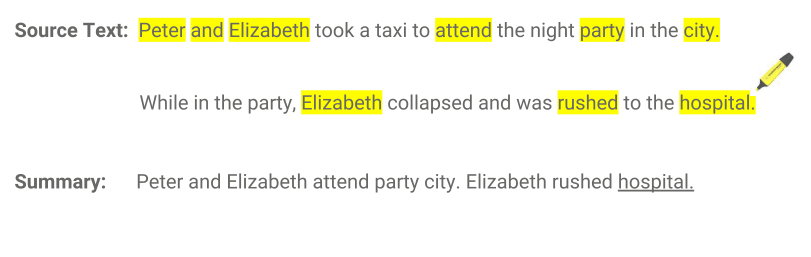 Source Text: Peter and Elizabeth took a taxi to attend the night party in the city.
While in the party, Elizabeth collapsed and was rushed to the hospital.
Summary: Peter and Elizabeth attend party city. Elizabeth rushed hospital.